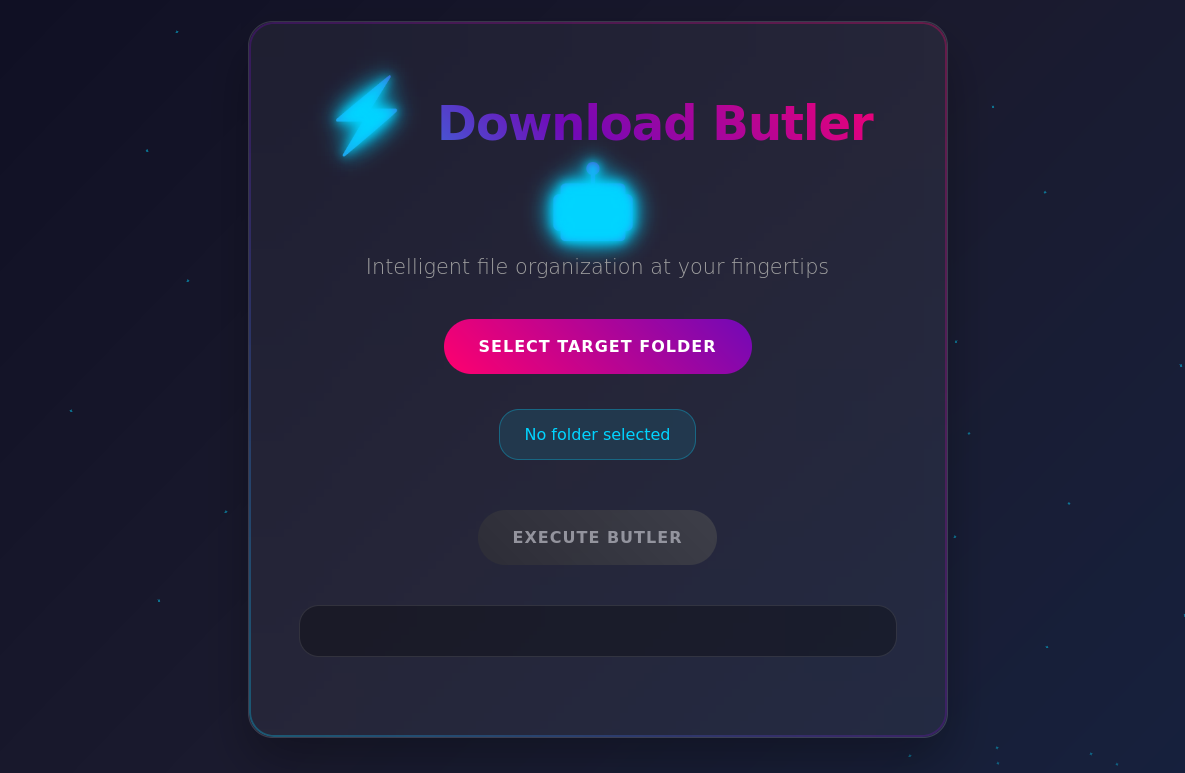 Download Butler
Intelligent file organization at your fingertips
SELECT TARGET FOLDER
No folder selected
EXECUTE BUTLER